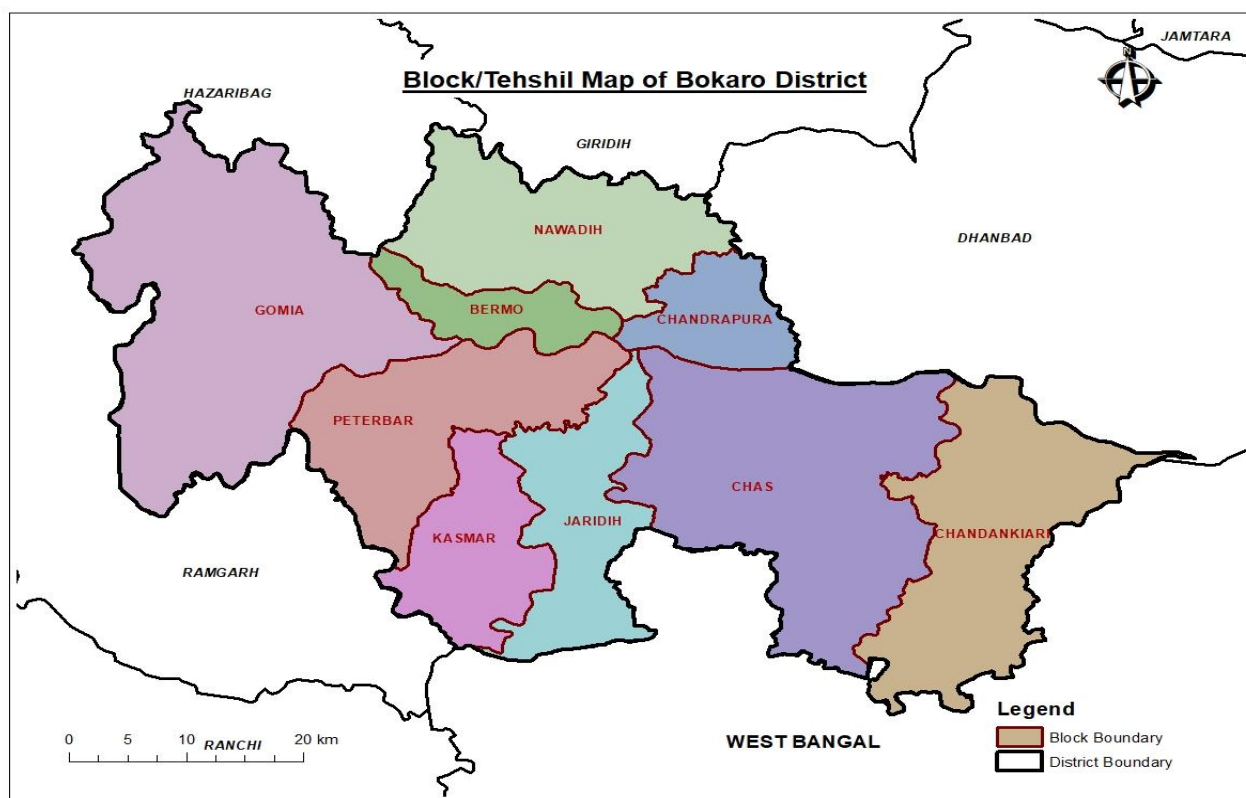 JAMTARA
N
Block/Tehshil Map of Bokaro District
HAZARIBAG
GIRIDIH
NAWADIH
DHANBAD
GOMIA
BERMO
CHANDRAPURA
PETERBAR
CHAS
JARIDIH
KASMAR
CHANDANKIARI
RAMGARH
Legend
WEST BANGAL
Block Boundary
District Boundary
0 5 10 20 km
RANCHI